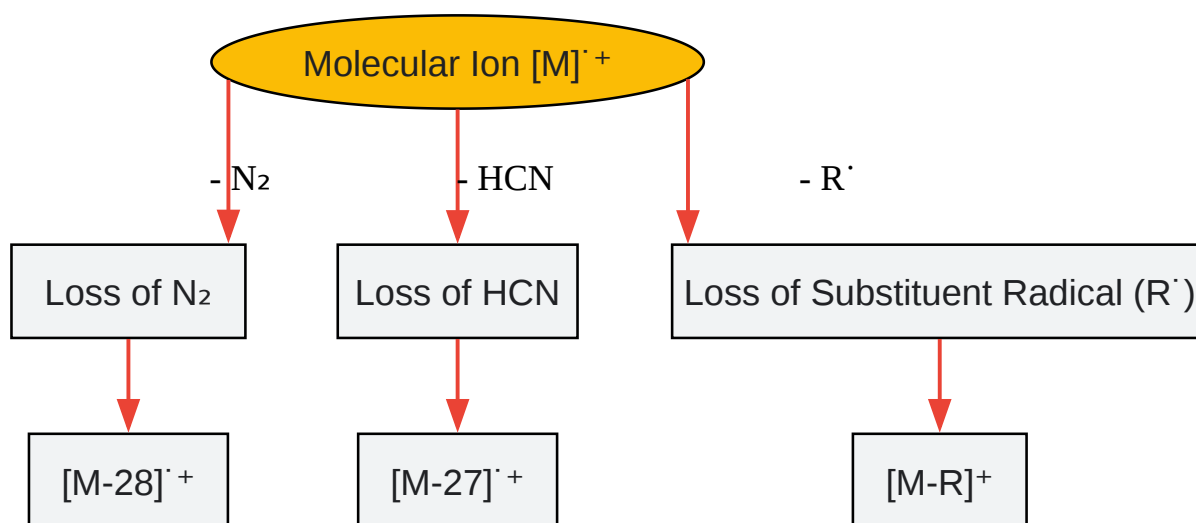 Molecular Ion [M]˙⁺
- N₂
- HCN
- R˙
Loss of N₂
Loss of HCN
Loss of Substituent Radical (R˙)
[M-28]˙⁺
[M-27]˙⁺
[M-R]⁺